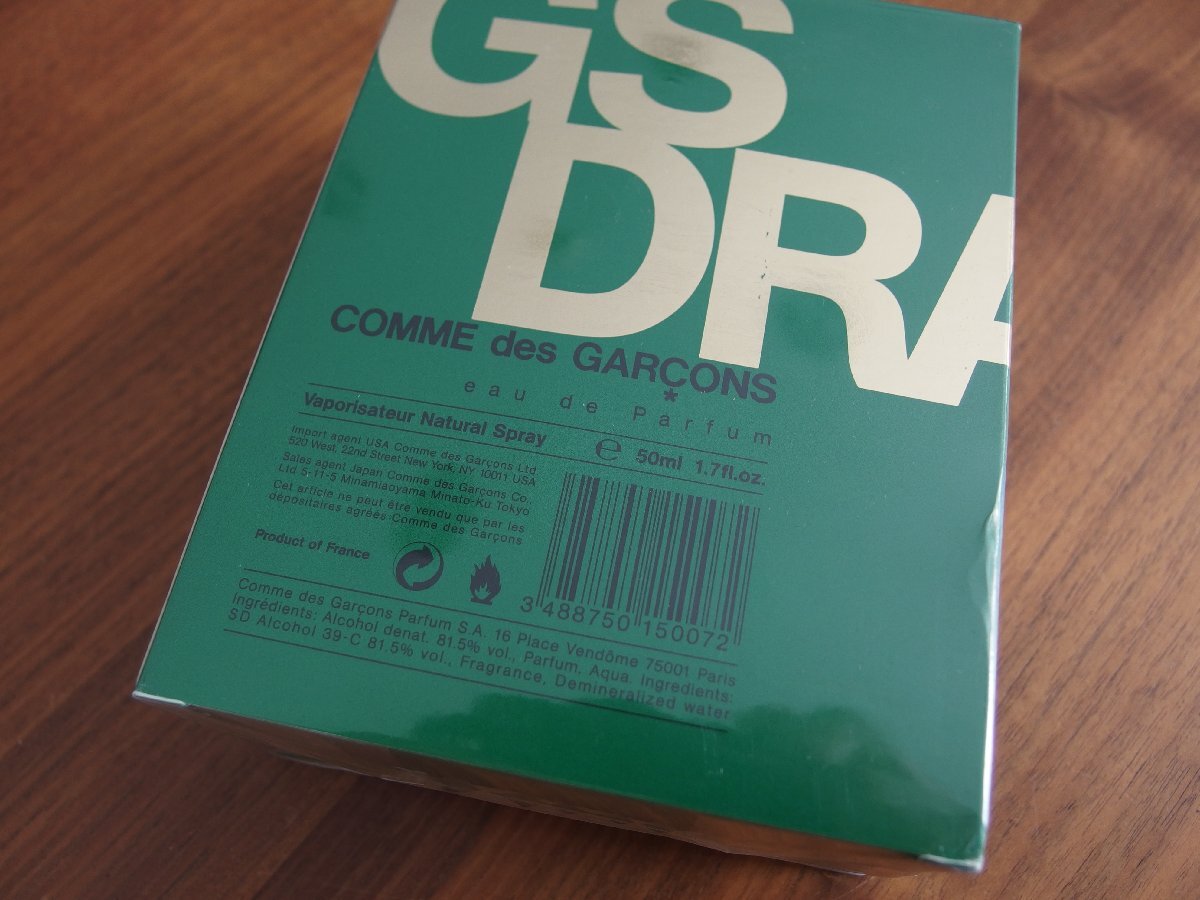 GS
DRA
COMME des GARÇONS
*
eau de Parfum
Vaporisateur Natural Spray ℮ 50ml 1.7fl.oz.
Import agent USA Comme des Garçons Ltd
520 West, 22nd Street New York, NY 10011 USA
Sales agent Japan Comme des Garçons Co.,
Ltd 5-11-5 Minamiaoyama Minato-Ku Tokyo
Cet article ne peut être vendu que par les
dépositaires agréés Comme des Garçons
Product of France
3 488750 150072
Comme des Garçons Parfum S.A. 16 Place Vendôme 75001 Paris
Ingrédients: Alcohol denat. 81.5% vol., Parfum. Aqua. Ingredients:
SD Alcohol 39-C 81.5% vol., Fragrance, Demineralized water